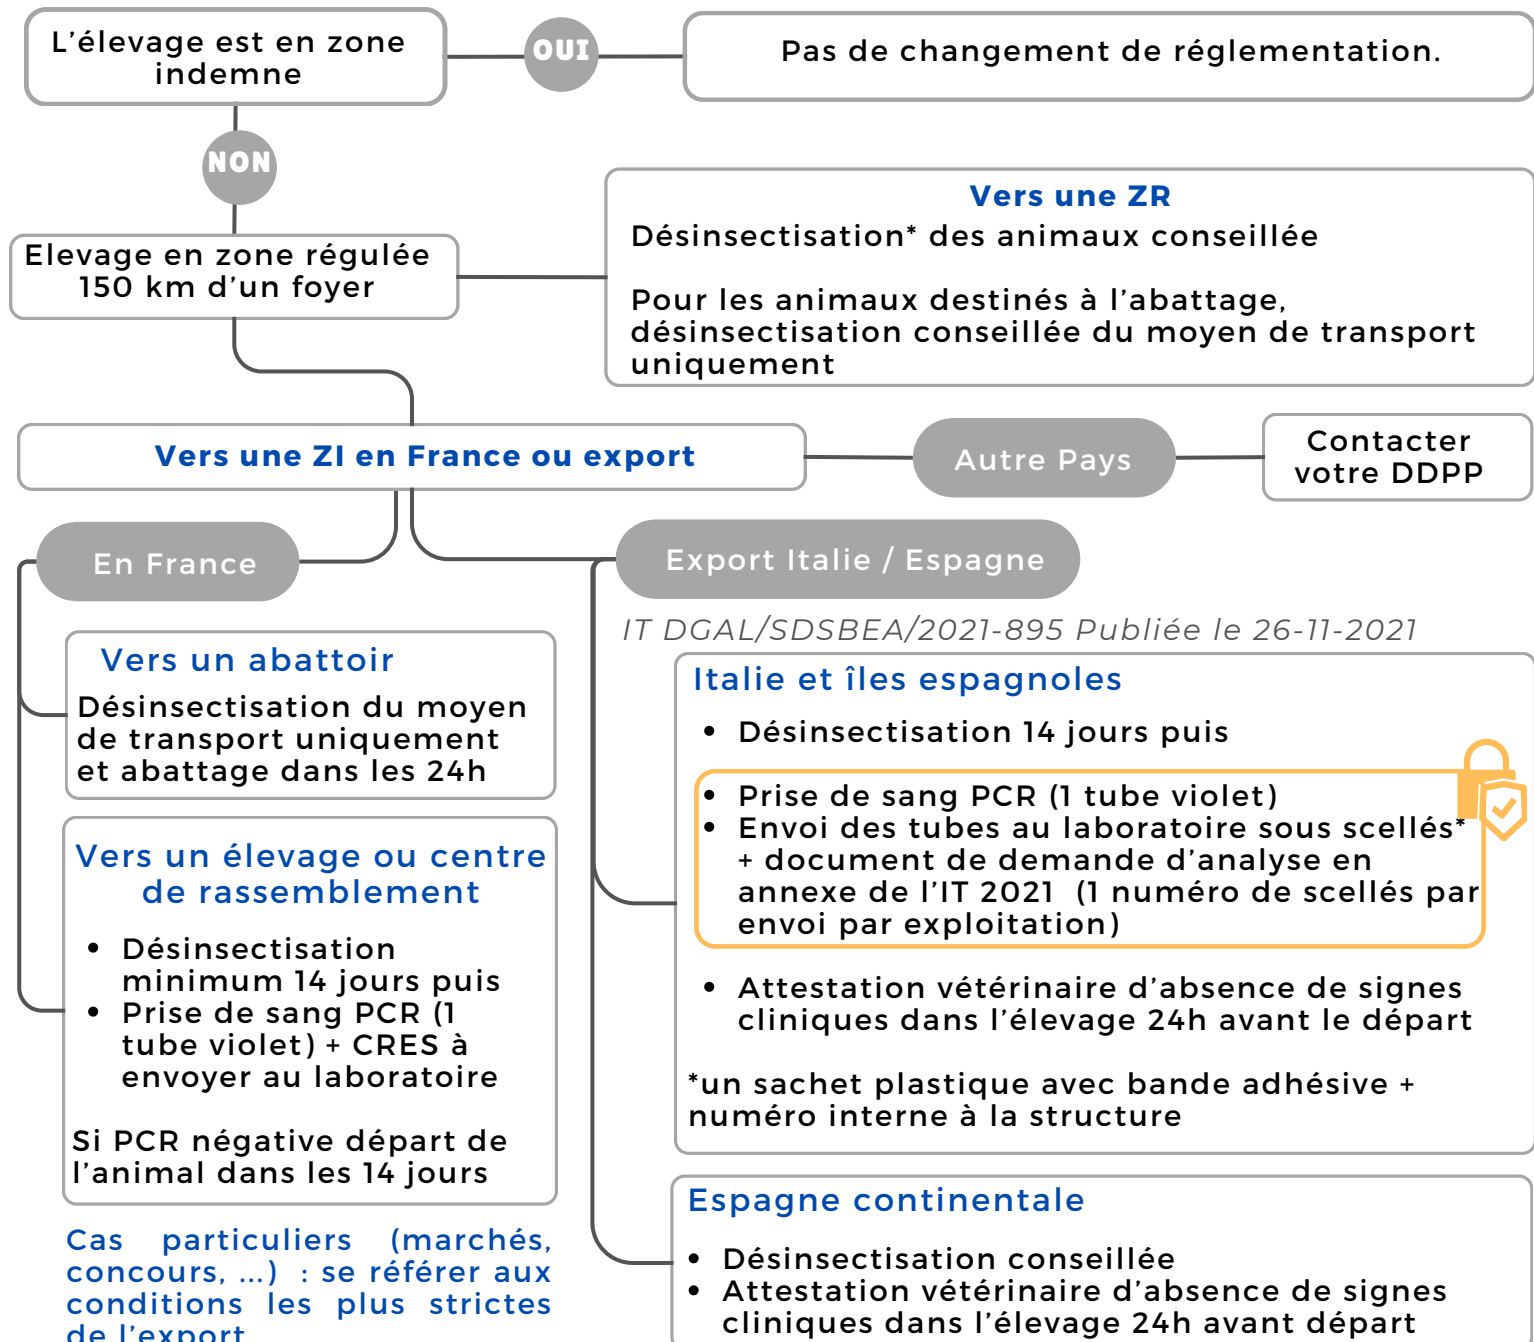 L'élevage est en zone
indemne
OUI
Pas de changement de réglementation.
NON
Elevage en zone régulée
150 km d'un foyer
Vers une ZR
Désinsectisation* des animaux conseillée
Pour les animaux destinés à l'abattage,
désinsectisation conseillée du moyen de transport
uniquement
Vers une ZI en France ou export
Autre Pays
Contacter
votre DDPP
En France
Export Italie / Espagne
IT DGAL/SDSBEA/2021-895 Publiée le 26-11-2021
Vers un abattoir
Désinsectisation du moyen
de transport uniquement
et abattage dans les 24h
Vers un élevage ou centre
de rassemblement
• Désinsectisation
minimum 14 jours puis
• Prise de sang PCR (1
tube violet) + CRES à
envoyer au laboratoire
Si PCR négative départ de
l'animal dans les 14 jours
Cas particuliers (marchés,
concours, ...) : se référer aux
conditions les plus strictes
de l'export
Italie et îles espagnoles
• Désinsectisation 14 jours puis
• Prise de sang PCR (1 tube violet)
• Envoi des tubes au laboratoire sous scellés*
+ document de demande d'analyse en
annexe de l'IT 2021 (1 numéro de scellés par
envoi par exploitation)
• Attestation vétérinaire d'absence de signes
cliniques dans l'élevage 24h avant le départ
*un sachet plastique avec bande adhésive +
numéro interne à la structure
Espagne continentale
• Désinsectisation conseillée
• Attestation vétérinaire d'absence de signes
cliniques dans l'élevage 24h avant départ